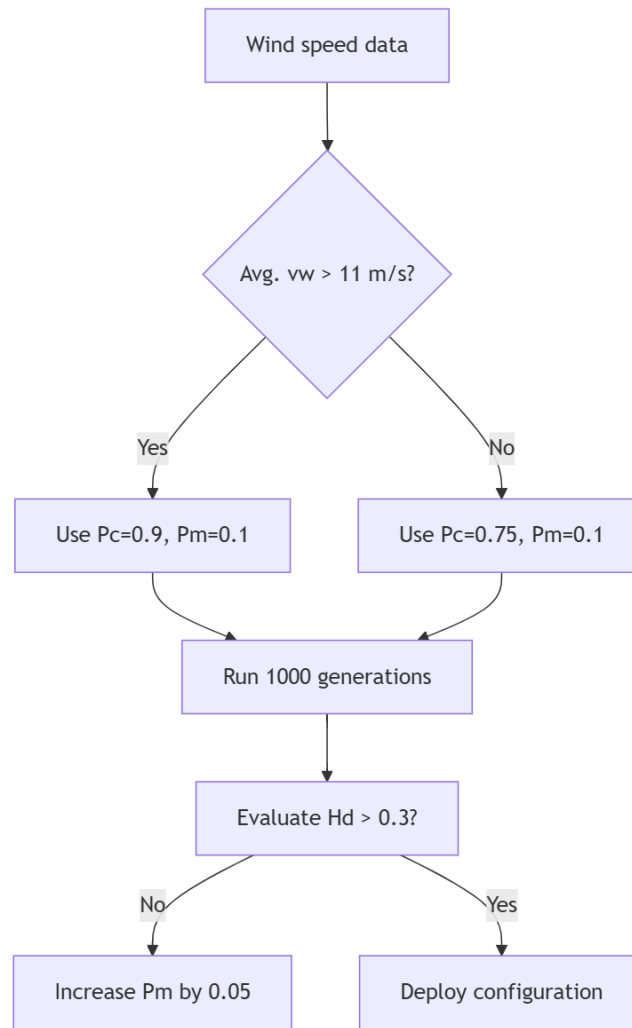 Wind speed data
Avg. vw > 11 m/s?
Yes
No
Use Pc=0.9, Pm=0.1
Use Pc=0.75, Pm=0.1
Run 1000 generations
Evaluate Hd > 0.3?
No
Yes
Increase Pm by 0.05
Deploy configuration